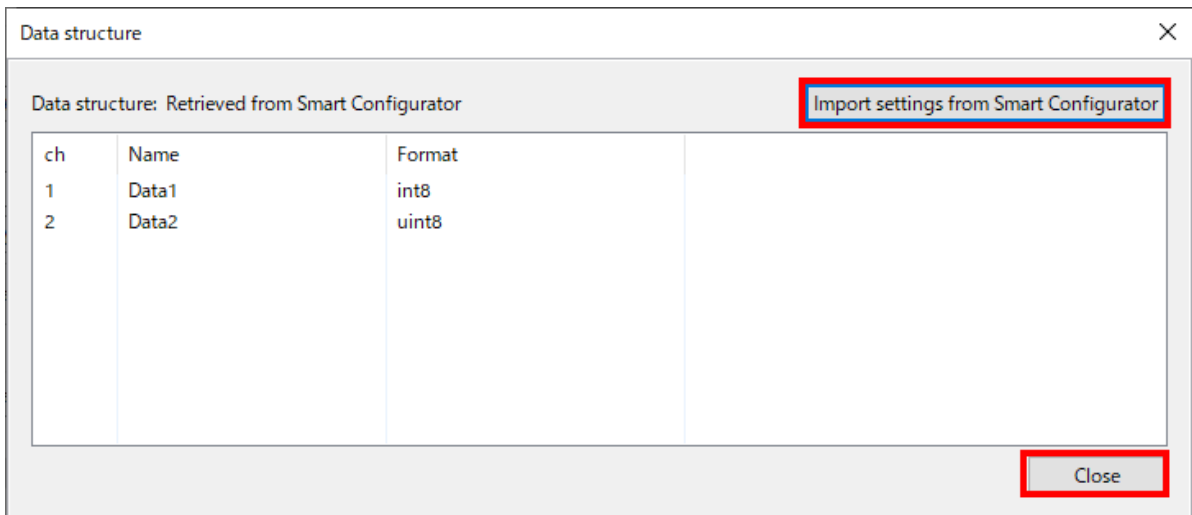 Data structure
Data structure: Retrieved from Smart Configurator
Import settings from Smart Configurator
ch Name Format
1 Data1 int8
2 Data2 uint8
Close